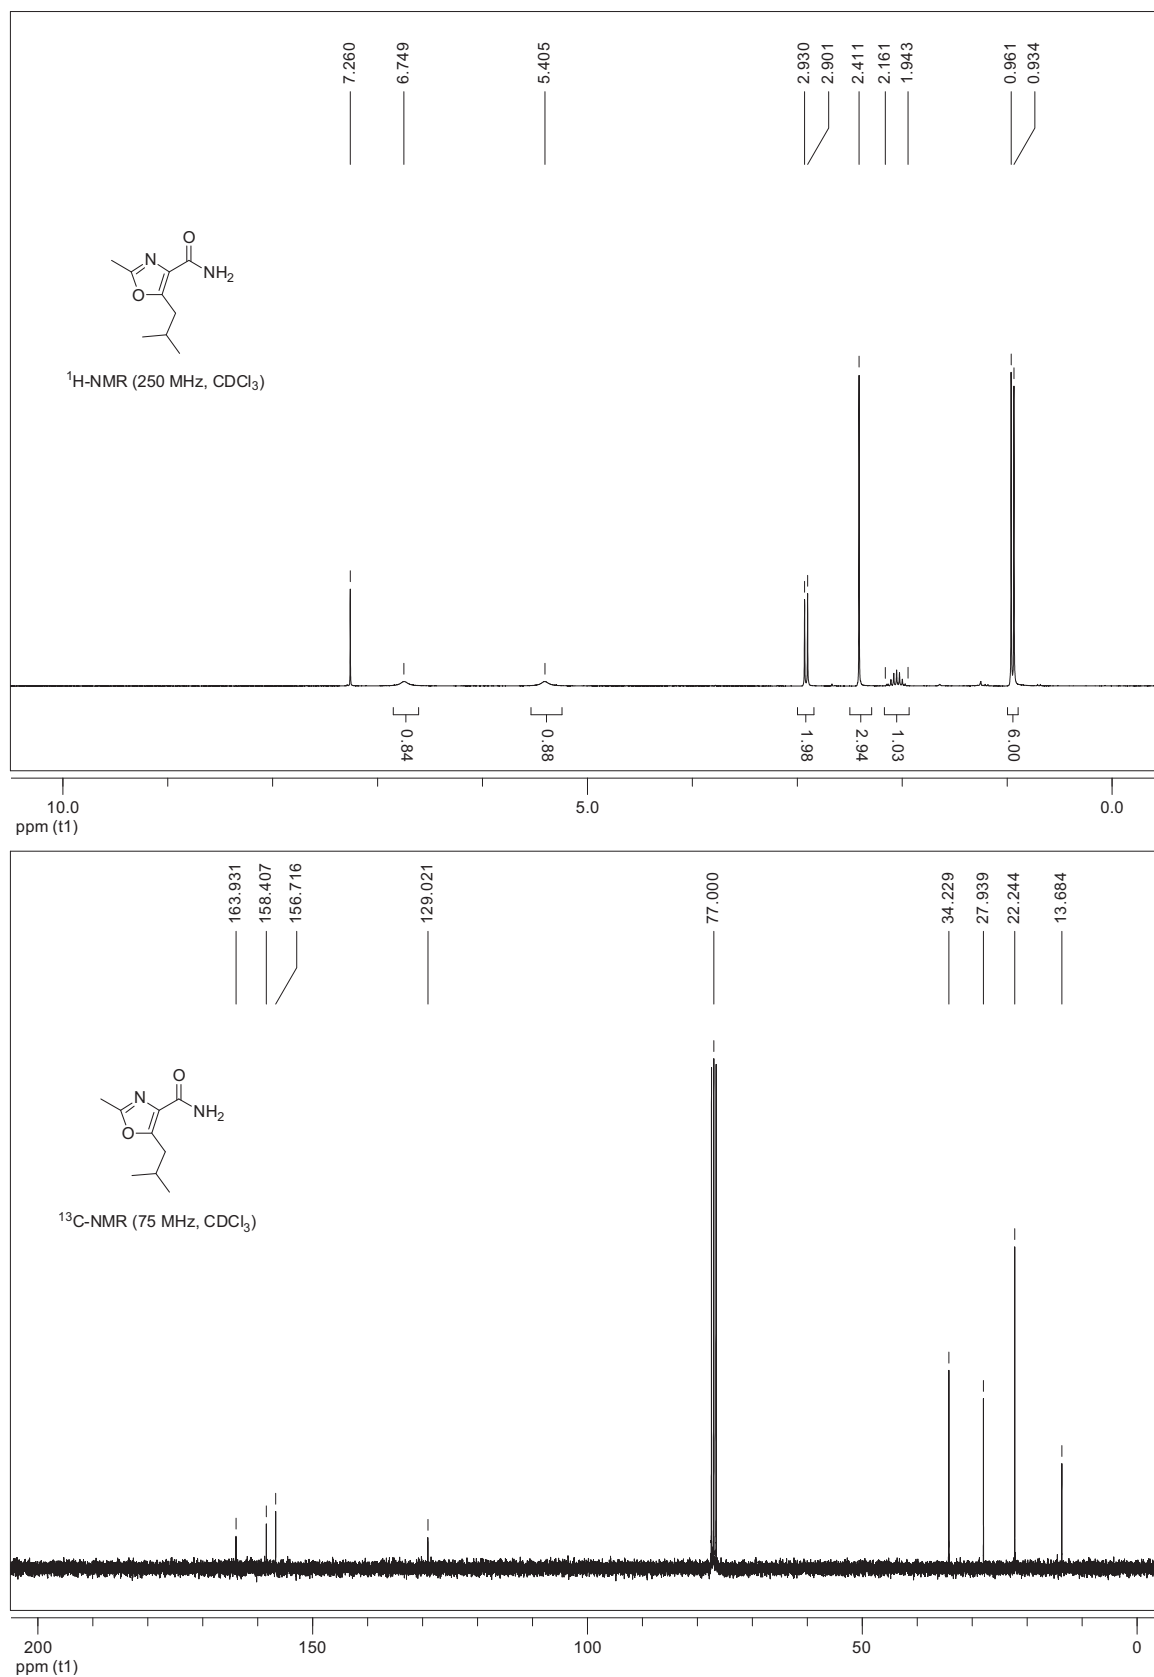 7.260 6.749 5.405 2.930 2.901 2.411 2.161 1.943 0.961 0.934
O
N
NH2
O
1H-NMR (250 MHz, CDCl3)
0.84 0.88 1.98 2.94 1.03 6.00
10.0 5.0 0.0
ppm (t1)
163.931 158.407 156.716 129.021 77.000 34.229 27.939 22.244 13.684
O
N
NH2
O
13C-NMR (75 MHz, CDCl3)
200 150 100 50 0
ppm (t1)